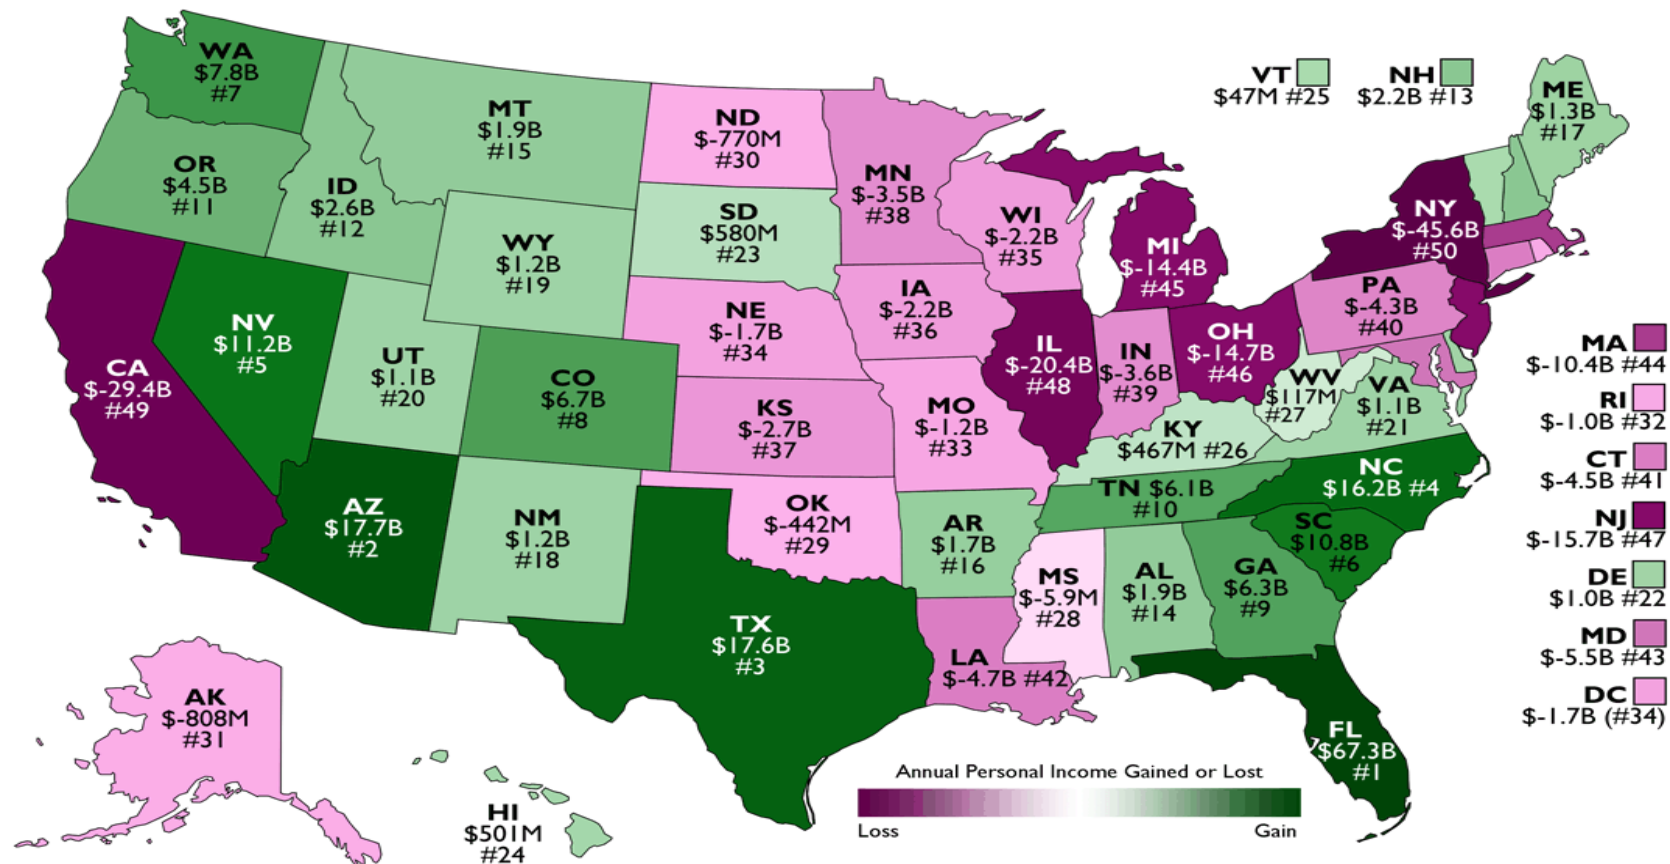 WA
$7.8B
#7
OR
$4.5B
#11
ID
$2.6B
#12
MT
$1.9B
#15
WY
$1.2B
#19
ND
$-770M
#30
SD
$580M
#23
NE
$-1.7B
#34
MN
$-3.5B
#38
WI
$-2.2B
#35
IA
$-2.2B
#36
MI
$-14.4B
#45
VT
$47M #25
NH
$2.2B #13
ME
$1.3B
#17
NY
$-45.6B
#50
PA
$-4.3B
#40
CA
$-29.4B
#49
NV
$11.2B
#5
UT
$1.1B
#20
CO
$6.7B
#8
KS
$-2.7B
#37
MO
$-1.2B
#33
IL
$-20.4B
#48
IN
$-3.6B
#39
OH
$-14.7B
#46
WV
$117M
#27
VA
$1.1B
#21
KY
$467M #26
TN $6.1B
#10
NC
$16.2B #4
SC
$10.8B
#6
AZ
$17.7B
#2
NM
$1.2B
#18
OK
$-442M
#29
AR
$1.7B
#16
TX
$17.6B
#3
LA
$-4.7B #42
MS
$-5.9M
#28
AL
$1.9B
#14
GA
$6.3B
#9
FL
$67.3B
#1
MA
$-10.4B #44
RI
$-1.0B #32
CT
$-4.5B #41
NJ
$-15.7B #47
DE
$1.0B #22
MD
$-5.5B #43
DC
$-1.7B (#34)
AK
$-808M
#31
HI
$501M
#24
Annual Personal Income Gained or Lost
Loss
Gain